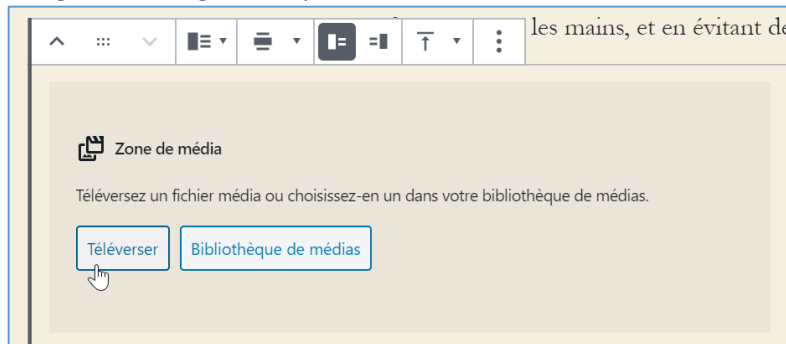 les mains, et en évitant de
Zone de média
Téléversez un fichier média ou choisissez-en un dans votre bibliothèque de médias.
Téléverser
Bibliothèque de médias